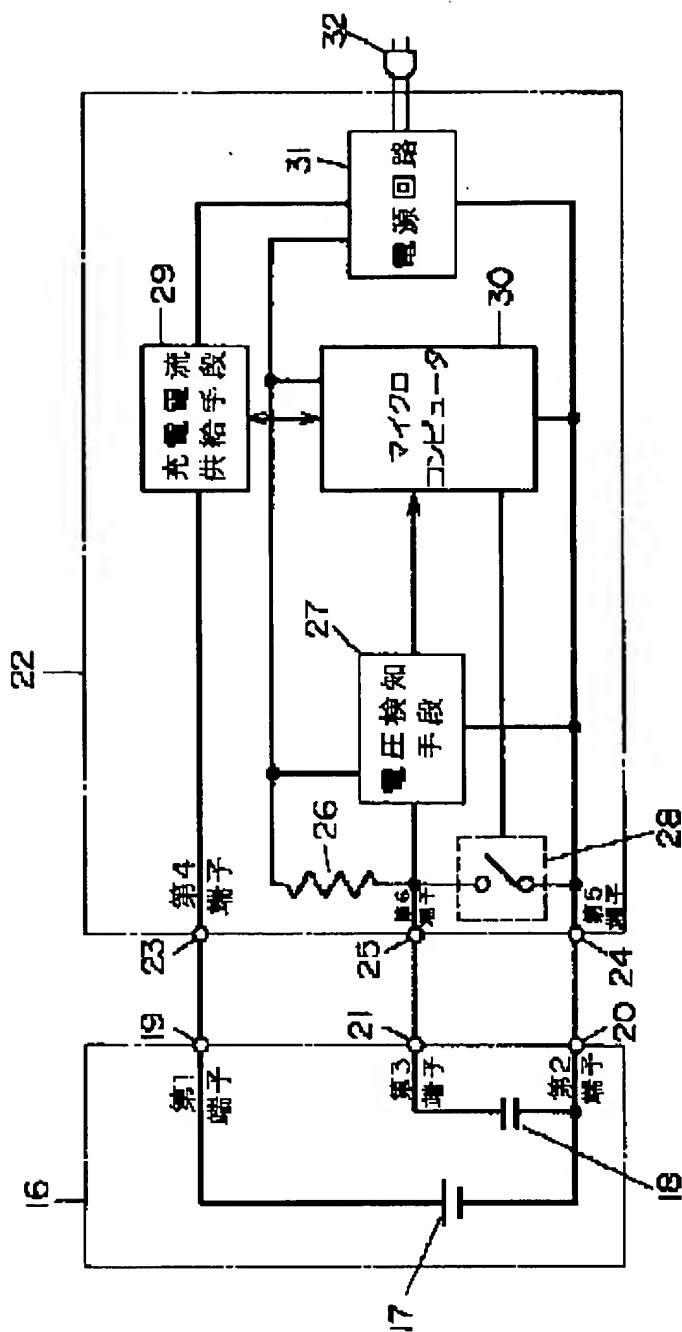 16
17
18
第1
端子
19
第3
端子
21
第2
端子
20
22
第4
端子
23
第6
端子
25
第5
端子
24
26
電圧検知
手段
27
28
充電電流
供給手段
29
マイクロ
コンピュータ
30
電源回路
31
32